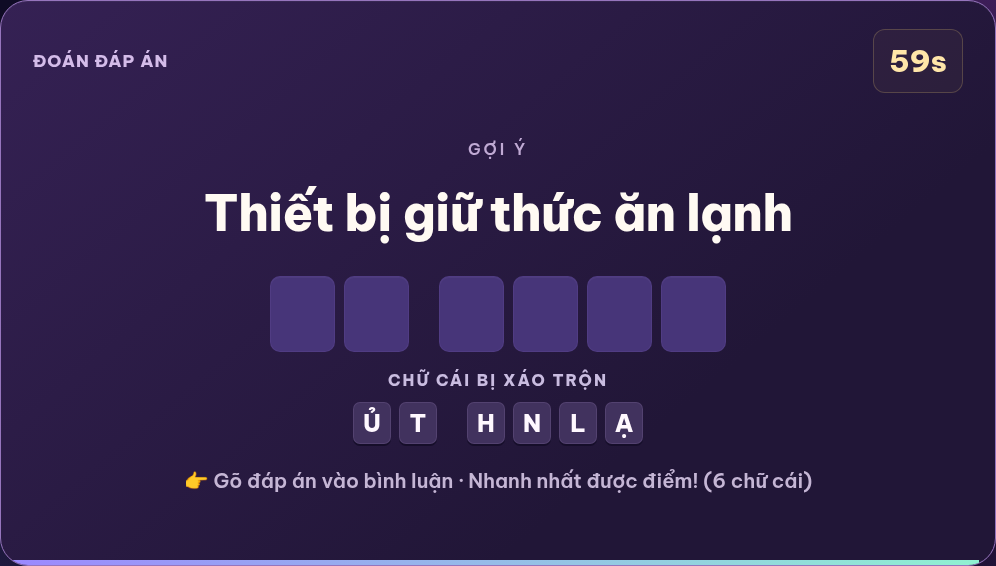 ĐOÁN ĐÁP ÁN
59s
GỢI Ý
Thiết bị giữ thức ăn lạnh
CHỮ CÁI BỊ XÁO TRỘN
Ủ T H N L Ạ
👉 Gõ đáp án vào bình luận · Nhanh nhất được điểm! (6 chữ cái)